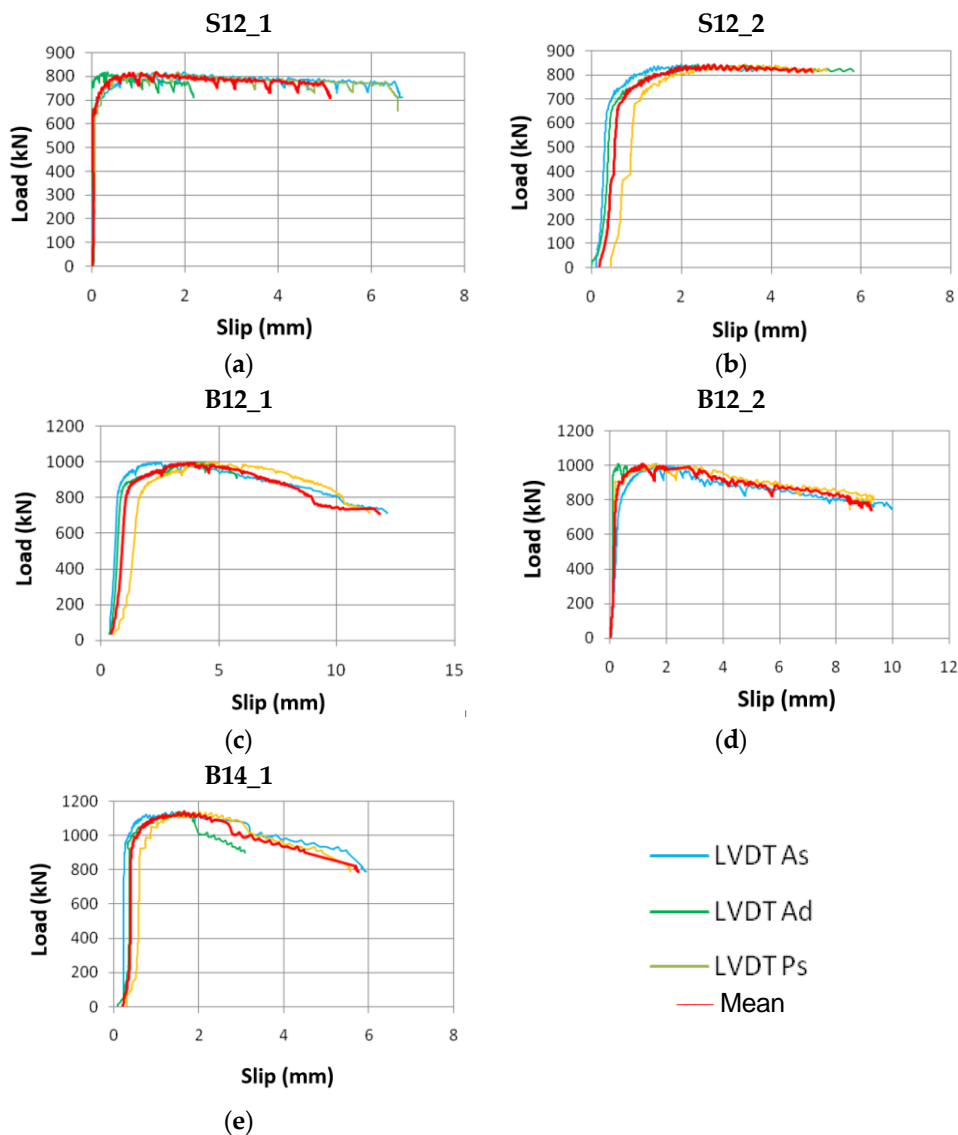 S12_1
900
800
700
600
500
400
300
200
100
0
Load (kN)
0 2 4 6 8
Slip (mm)
(a)
S12_2
900
800
700
600
500
400
300
200
100
0
Load (kN)
0 2 4 6 8
Slip (mm)
(b)
B12_1
1200
1000
800
600
400
200
0
Load (kN)
0 5 10 15
Slip (mm)
(c)
B12_2
1200
1000
800
600
400
200
0
Load (kN)
0 2 4 6 8 10 12
Slip (mm)
(d)
B14_1
1200
1000
800
600
400
200
0
Load (kN)
0 2 4 6 8
Slip (mm)
(e)
LVDT As
LVDT Ad
LVDT Ps
Mean